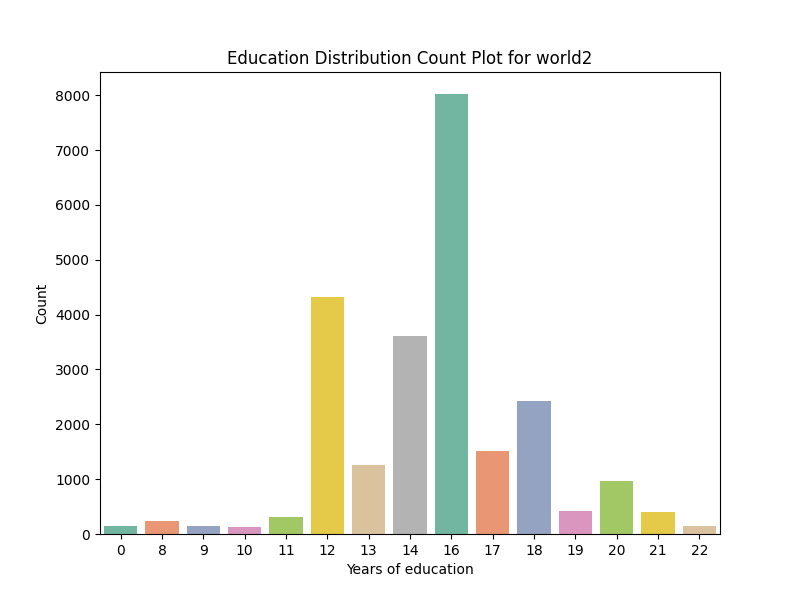 Education Distribution Count Plot for world2
8000
7000
6000
5000
4000
3000
2000
1000
0
Count
0 8 9 10 11 12 13 14 16 17 18 19 20 21 22
Years of education